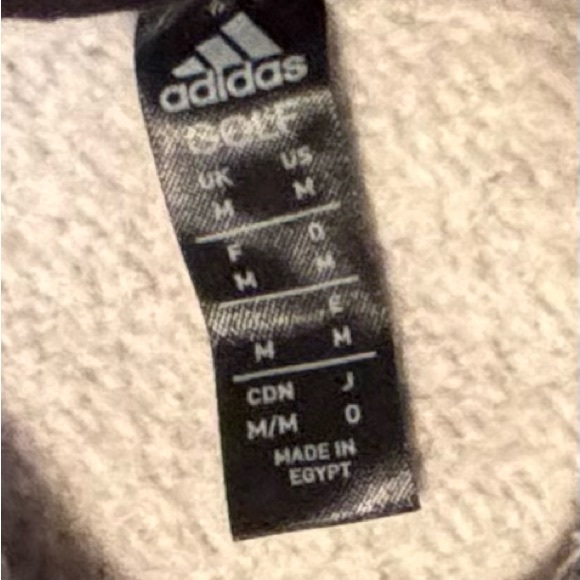 adidas
GOLF
UK US
M M
F D
M M
E
M M
CDN J
M/M O
MADE IN
EGYPT